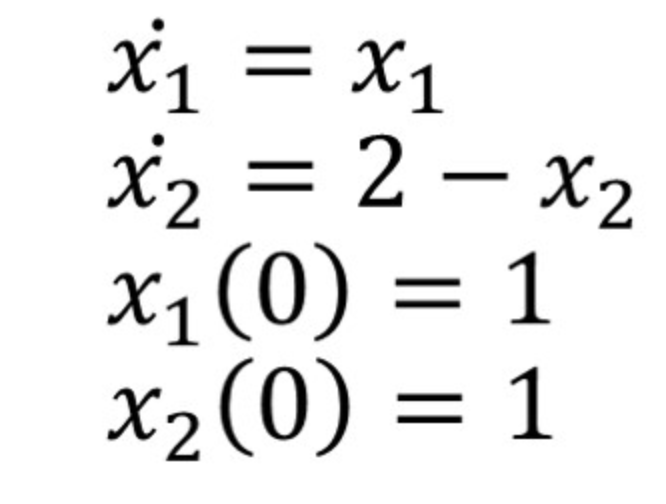 ẋ₁ = x₁
ẋ₂ = 2 − x₂
x₁(0) = 1
x₂(0) = 1